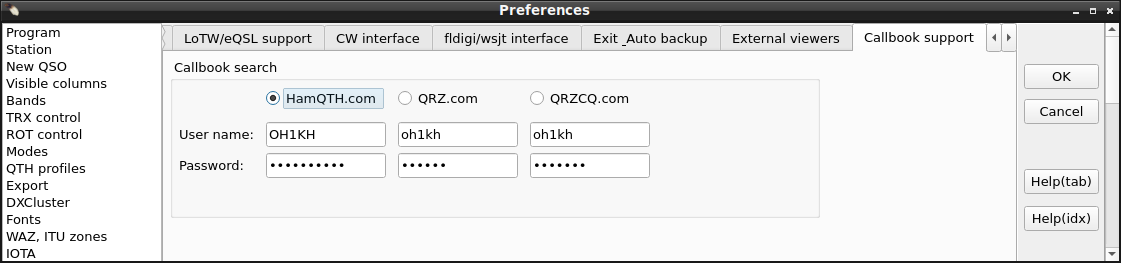 Preferences
Program
Station
New QSO
Visible columns
Bands
TRX control
ROT control
Modes
QTH profiles
Export
DXCluster
Fonts
WAZ, ITU zones
IOTA
LoTW/eQSL support CW interface fldigi/wsjt interface Exit _Auto backup External viewers Callbook support
Callbook search
HamQTH.com QRZ.com QRZCQ.com
User name: OH1KH oh1kh oh1kh
Password: •••••••••• •••••• •••••••
OK
Cancel
Help(tab)
Help(idx)